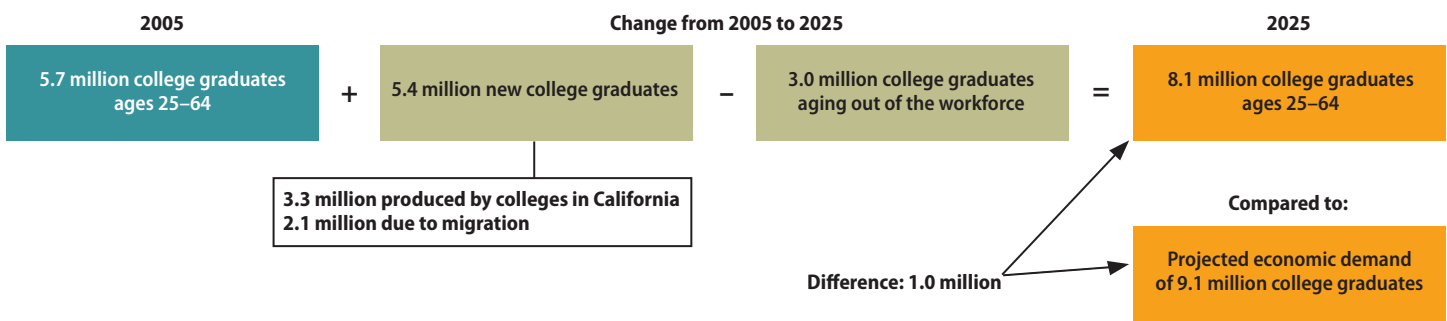 2005
Change from 2005 to 2025
2025
5.7 million college graduates
ages 25–64
+
5.4 million new college graduates
–
3.0 million college graduates
aging out of the workforce
=
8.1 million college graduates
ages 25–64
3.3 million produced by colleges in California
2.1 million due to migration
Compared to:
Difference: 1.0 million
Projected economic demand
of 9.1 million college graduates